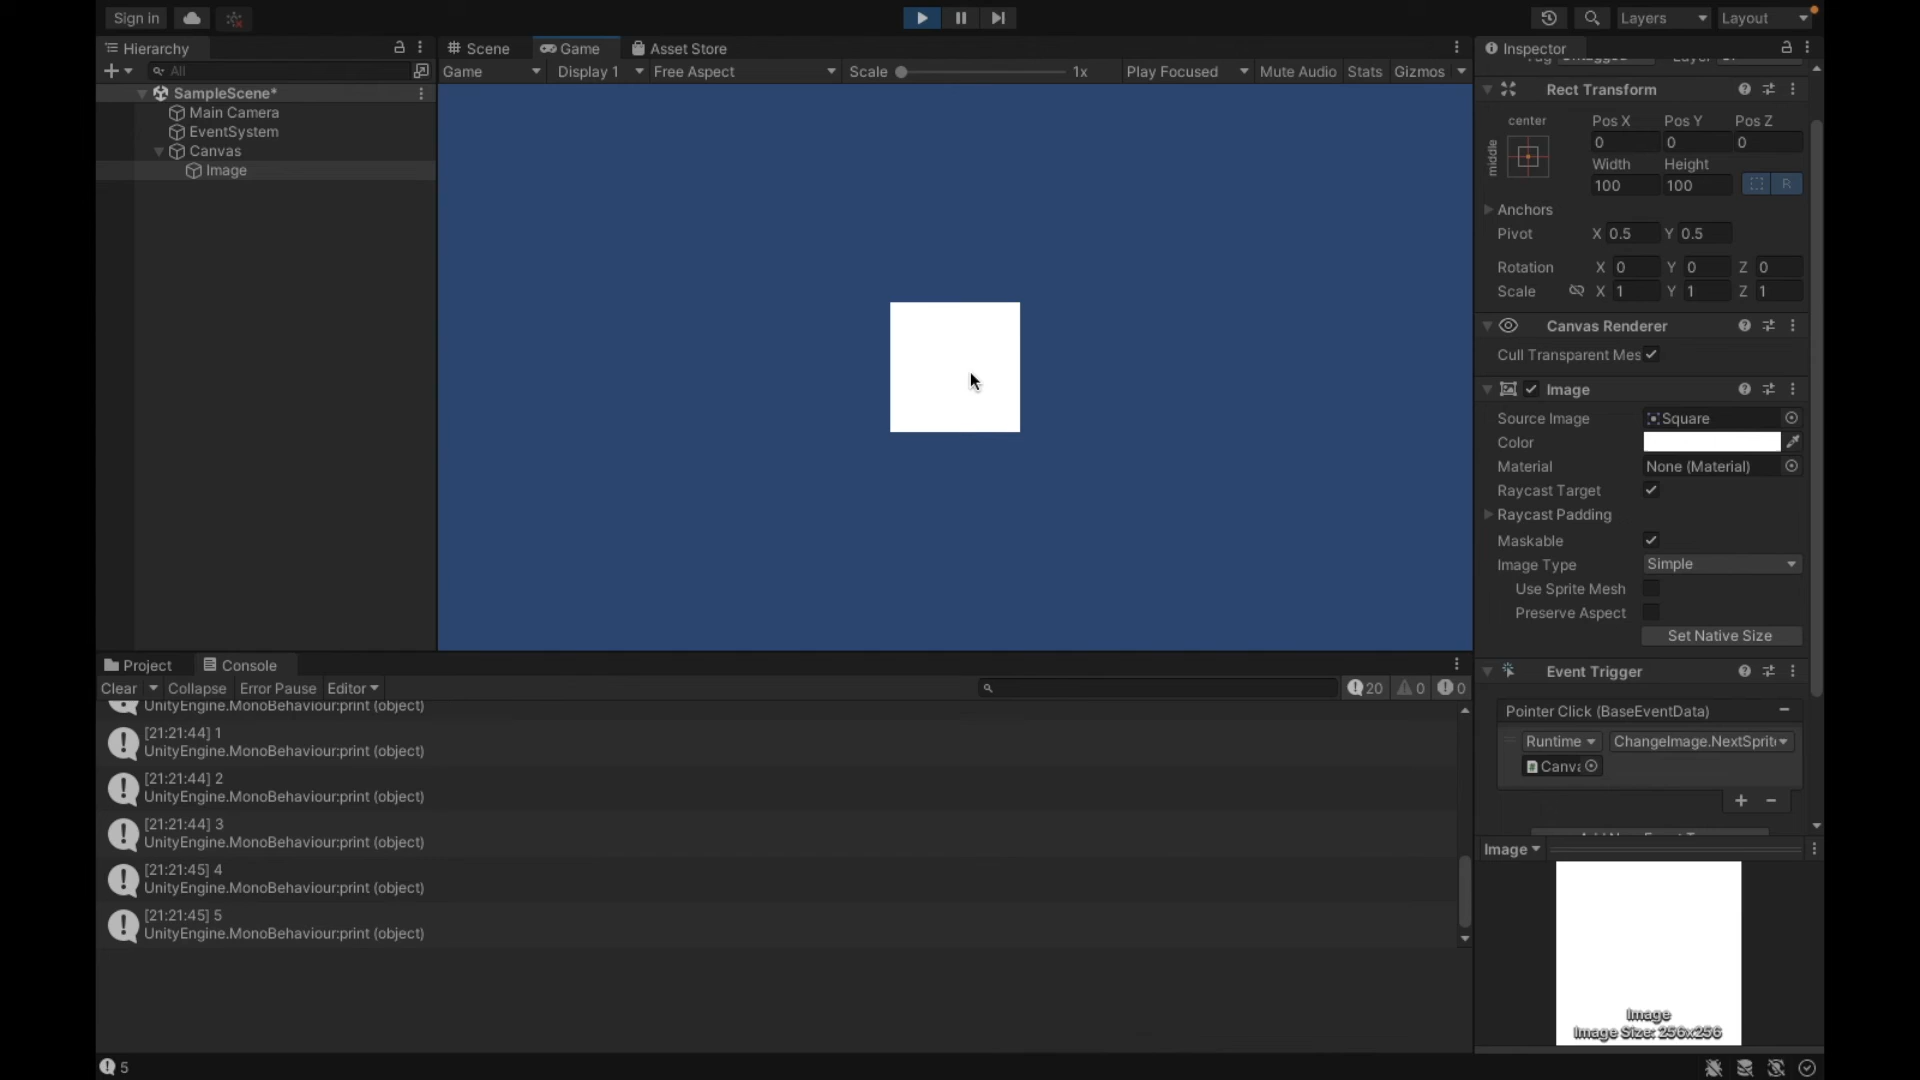 Sign in
Layers
Layout
Hierarchy
Scene
Game
Asset Store
Inspector
All
Game
Display 1
Free Aspect
Scale
1x
Play Focused
Mute Audio
Stats
Gizmos
SampleScene*
Main Camera
EventSystem
Canvas
Image
Rect Transform
center
middle
Pos X Pos Y Pos Z
0 0 0
Width Height
100 100
R
Anchors
Pivot X 0.5 Y 0.5
Rotation X 0 Y 0 Z 0
Scale X 1 Y 1 Z 1
Canvas Renderer
Cull Transparent Mes
Image
Source Image Square
Color
Material None (Material)
Raycast Target
Raycast Padding
Maskable
Image Type Simple
Use Sprite Mesh
Preserve Aspect
Set Native Size
Event Trigger
Pointer Click (BaseEventData)
Runtime ChangeImage.NextSprit
Canva
Image
Image
Image Size: 256x256
Project
Console
Clear
Collapse
Error Pause
Editor
20
0
0
UnityEngine.MonoBehaviour:print (object)
[21:21:44] 1
UnityEngine.MonoBehaviour:print (object)
[21:21:44] 2
UnityEngine.MonoBehaviour:print (object)
[21:21:44] 3
UnityEngine.MonoBehaviour:print (object)
[21:21:45] 4
UnityEngine.MonoBehaviour:print (object)
[21:21:45] 5
UnityEngine.MonoBehaviour:print (object)
5